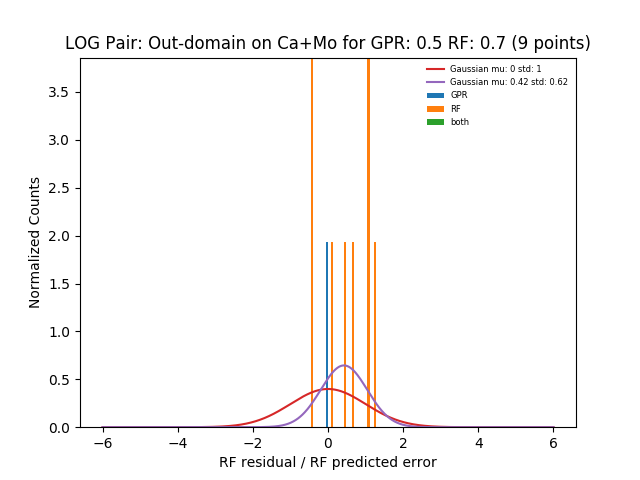 LOG Pair: Out-domain on Ca+Mo for GPR: 0.5 RF: 0.7 (9 points)
Gaussian mu: 0 std: 1
Gaussian mu: 0.42 std: 0.62
GPR
RF
both
3.5
3.0
2.5
2.0
1.5
1.0
0.5
0.0
Normalized Counts
−6 −4 −2 0 2 4 6
RF residual / RF predicted error